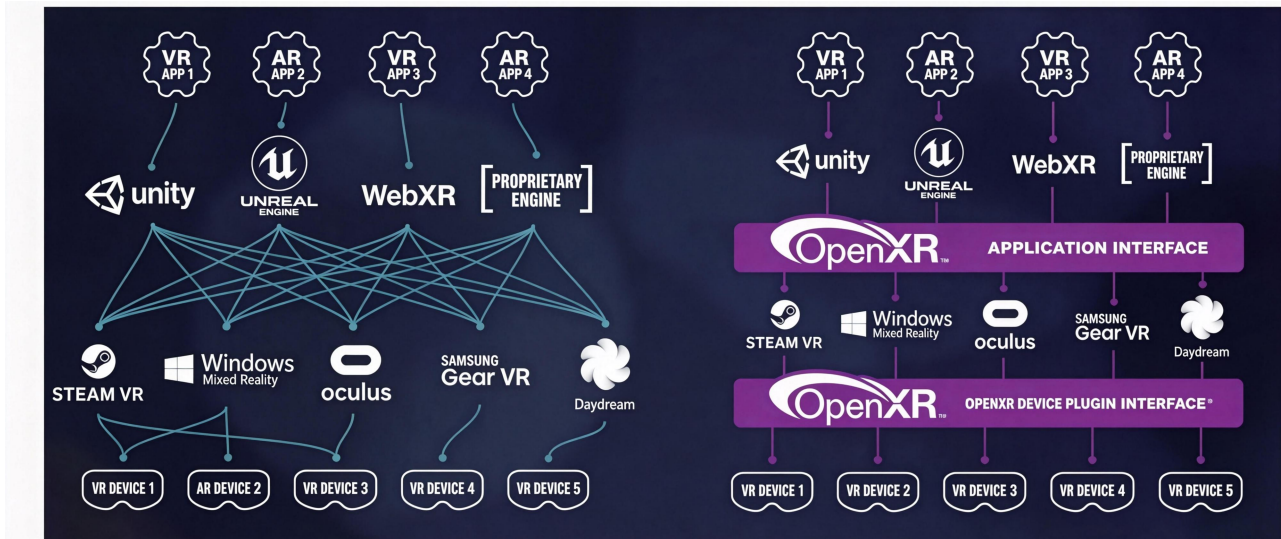 VR
APP 1
AR
APP 2
VR
APP 3
AR
APP 4
unity
UNREAL
ENGINE
WebXR
PROPRIETARY
ENGINE
STEAM VR
Windows
Mixed Reality
oculus
SAMSUNG
Gear VR
Daydream
VR DEVICE 1
AR DEVICE 2
VR DEVICE 3
VR DEVICE 4
VR DEVICE 5
VR
APP 1
AR
APP 2
VR
APP 3
AR
APP 4
unity
UNREAL
ENGINE
WebXR
PROPRIETARY
ENGINE
OpenXR™ APPLICATION INTERFACE
STEAM VR
Windows
Mixed Reality
oculus
SAMSUNG
Gear VR
Daydream
OpenXR™ OPENXR DEVICE PLUGIN INTERFACE®
VR DEVICE 1
VR DEVICE 2
VR DEVICE 3
VR DEVICE 4
VR DEVICE 5